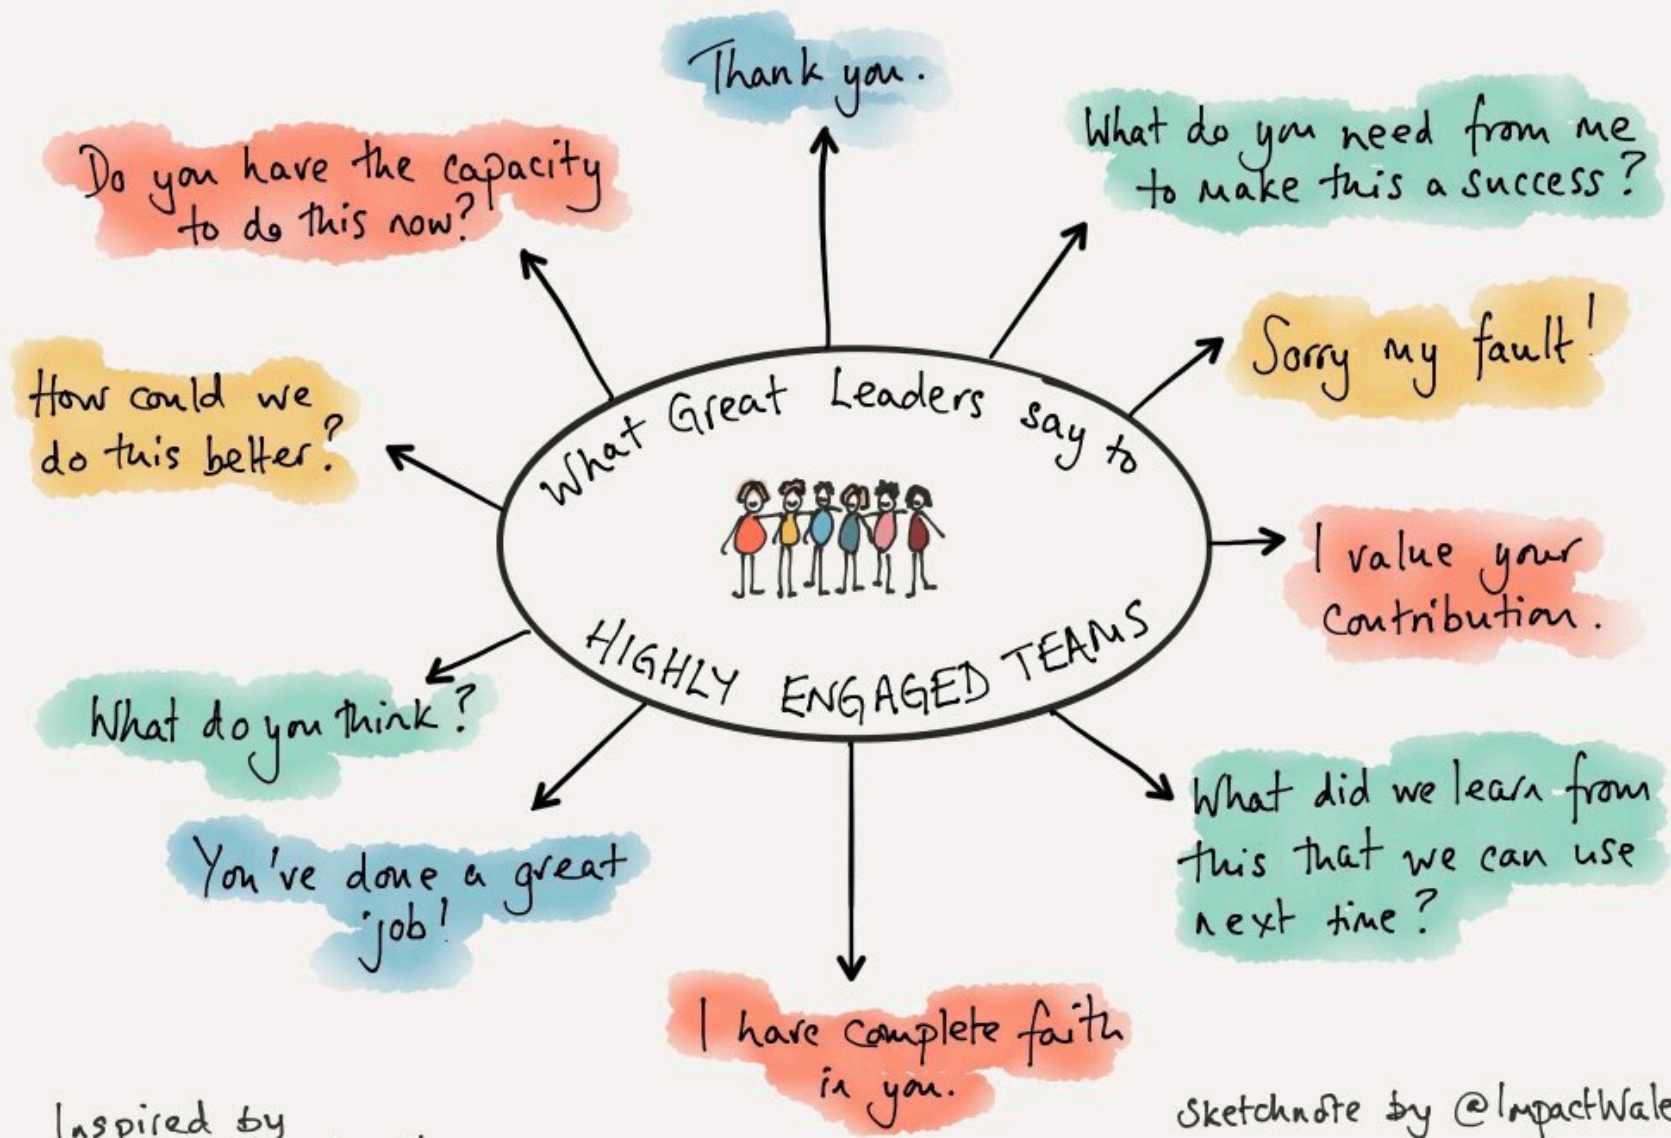 Thank you.
What do you need from me
to make this a success?
Sorry my fault!
I value your
contribution.
What did we learn from
this that we can use
next time?
I have complete faith
in you.
You've done a great
job!
What do you think?
How could we
do this better?
Do you have the capacity
to do this now?
What Great Leaders say to
HIGHLY ENGAGED TEAMS
Inspired by
Sketchnote by @ImpactWale